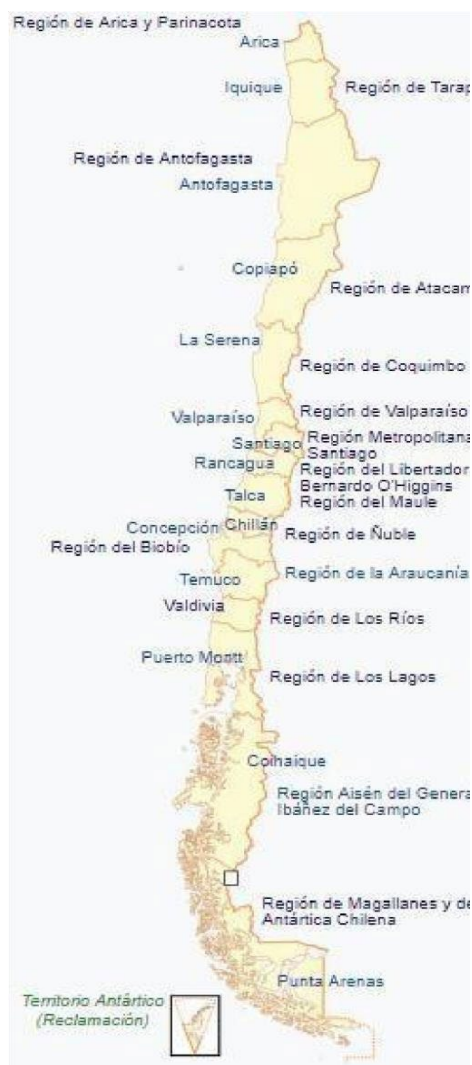 Región de Arica y Parinacota
Arica
Iquique
Región de Tarap
Región de Antofagasta
Antofagasta
Copiapó
Región de Atacam
La Serena
Región de Coquimbo
Valparaíso
Región de Valparaíso
Santiago
Región Metropolitana
Santiago
Rancagua
Región del Libertador
Bernardo O'Higgins
Talca
Región del Maule
Concepción
Chillán
Región de Ñuble
Región del Biobío
Temuco
Región de la Araucanía
Valdivia
Región de Los Ríos
Puerto Montt
Región de Los Lagos
Coihaique
Región Aisén del Genera
Ibáñez del Campo
Región de Magallanes y de
Antártica Chilena
Punta Arenas
Territorio Antártico
(Reclamación)